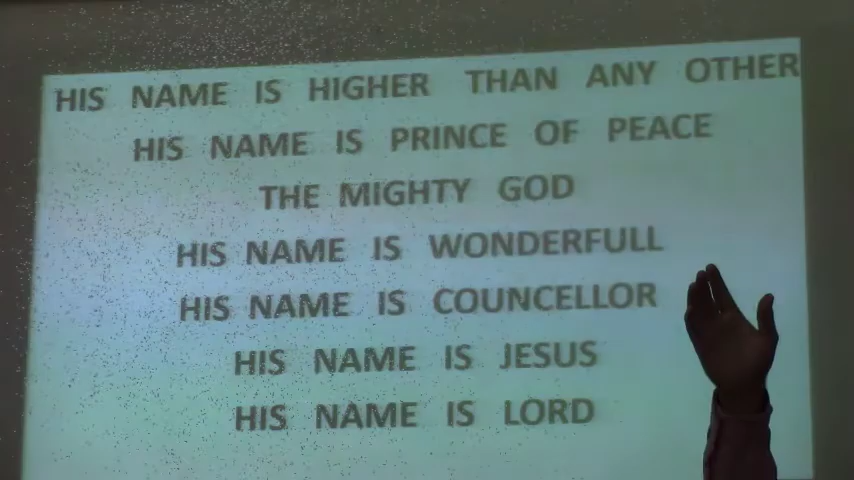 HIS NAME IS HIGHER THAN ANY OTHER
HIS NAME IS PRINCE OF PEACE
THE MIGHTY GOD
HIS NAME IS WONDERFULL
HIS NAME IS COUNCELLOR
HIS NAME IS JESUS
HIS NAME IS LORD